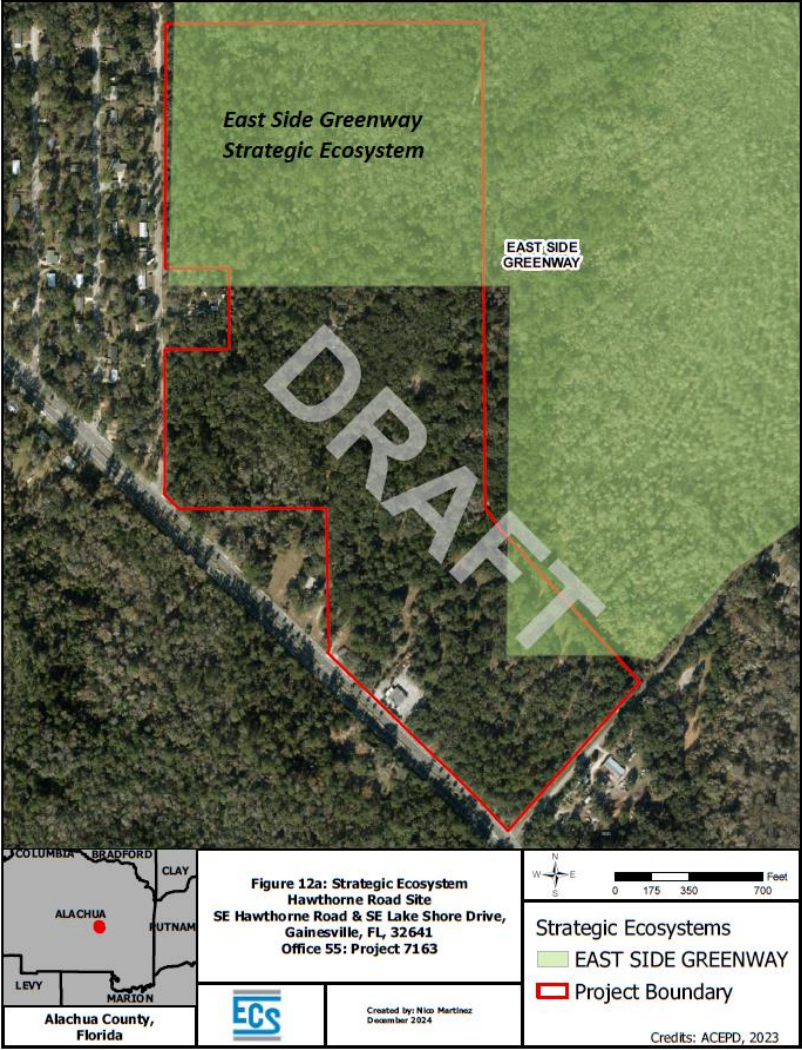 East Side Greenway
Strategic Ecosystem
EAST SIDE
GREENWAY
DRAFT
COLUMBIA
BRADFORD
CLAY
ALACHUA
PUTNAM
LEVY
MARION
Alachua County,
Florida
Figure 12a: Strategic Ecosystem
Hawthorne Road Site
SE Hawthorne Road & SE Lake Shore Drive,
Gainesville, FL, 32641
Office 55: Project 7163
ECS
Created by: Nico Martinez
December 2024
N
W E
S
Feet
0 175 350 700
Strategic Ecosystems
EAST SIDE GREENWAY
Project Boundary
Credits: ACEPD, 2023